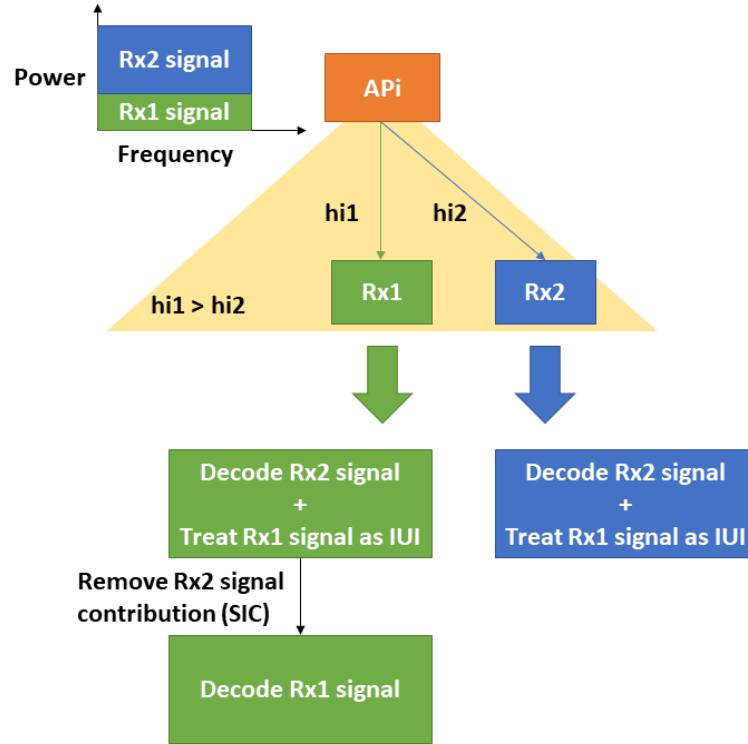 Power
Rx2 signal
Rx1 signal
Frequency
APi
hi1
hi2
hi1 > hi2
Rx1
Rx2
Decode Rx2 signal
+
Treat Rx1 signal as IUI
Decode Rx2 signal
+
Treat Rx1 signal as IUI
Remove Rx2 signal
contribution (SIC)
Decode Rx1 signal